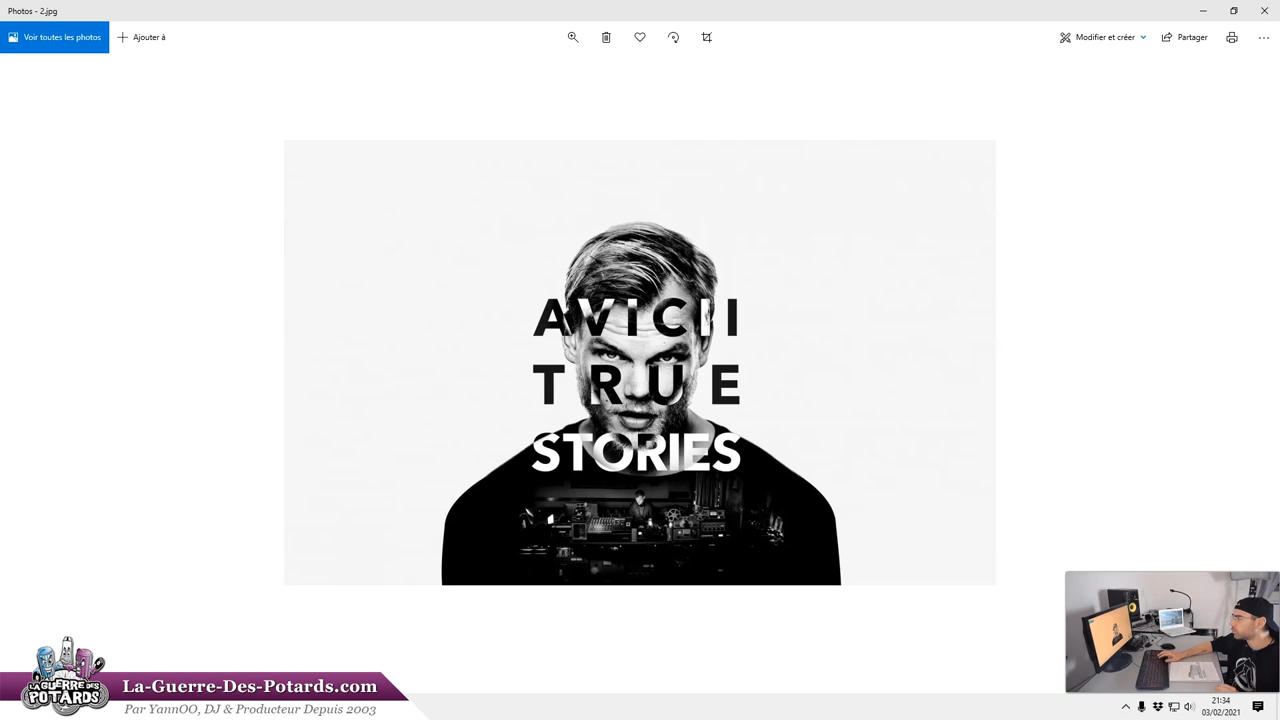 Photos - 2.jpg
Voir toutes les photos
Ajouter à
Modifier et créer
Partager
AVICII
TRUE
STORIES
LA GUERRE DES
POTARDS
La-Guerre-Des-Potards.com
Par YannOO, DJ & Producteur Depuis 2003
21:34
03/02/2021